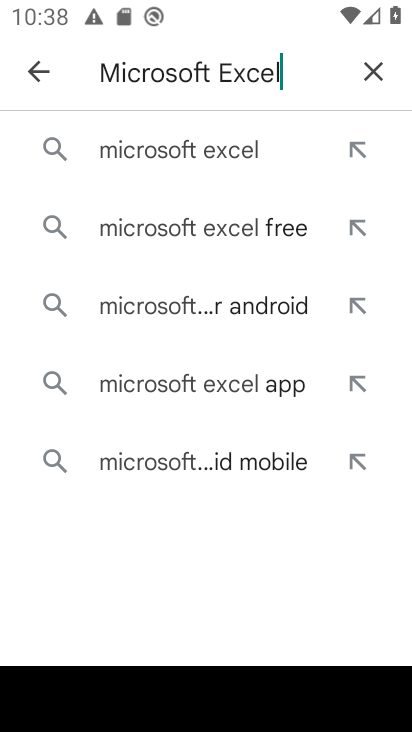 10:38
Microsoft Excel
microsoft excel
microsoft excel free
microsoft...r android
microsoft excel app
microsoft...id mobile